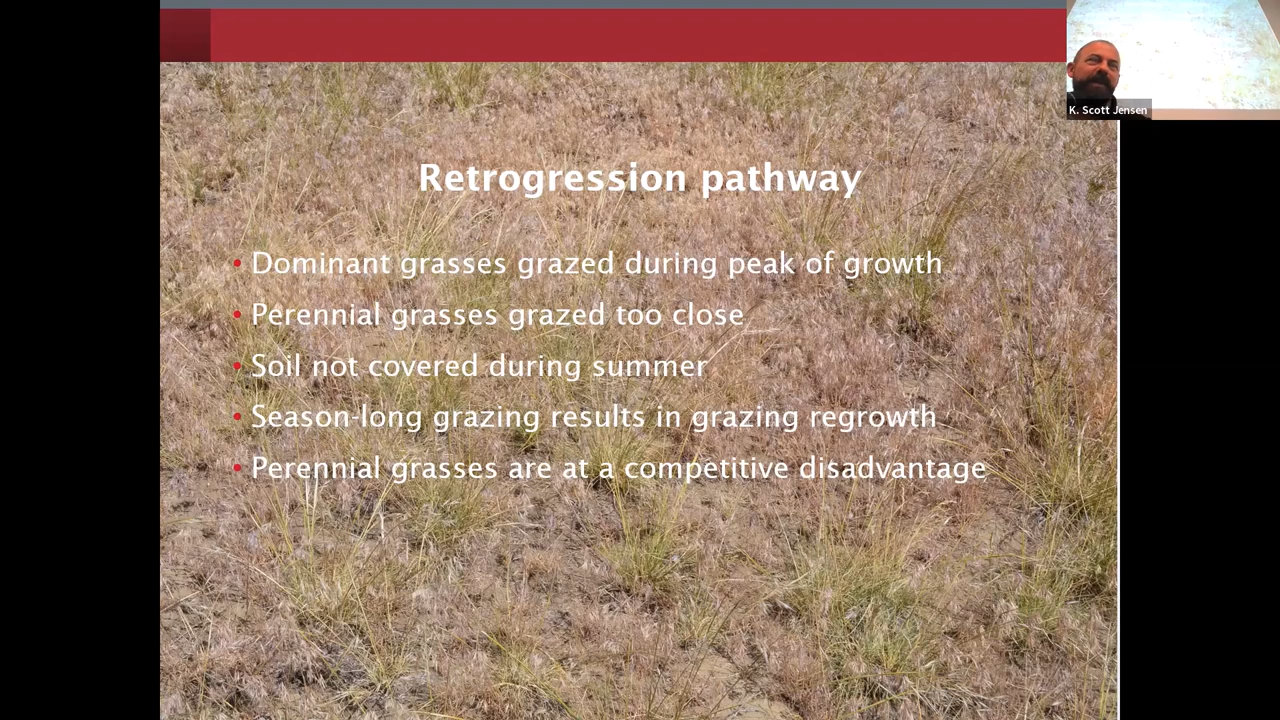 K. Scott Jensen
Retrogression pathway
• Dominant grasses grazed during peak of growth
• Perennial grasses grazed too close
• Soil not covered during summer
• Season-long grazing results in grazing regrowth
• Perennial grasses are at a competitive disadvantage